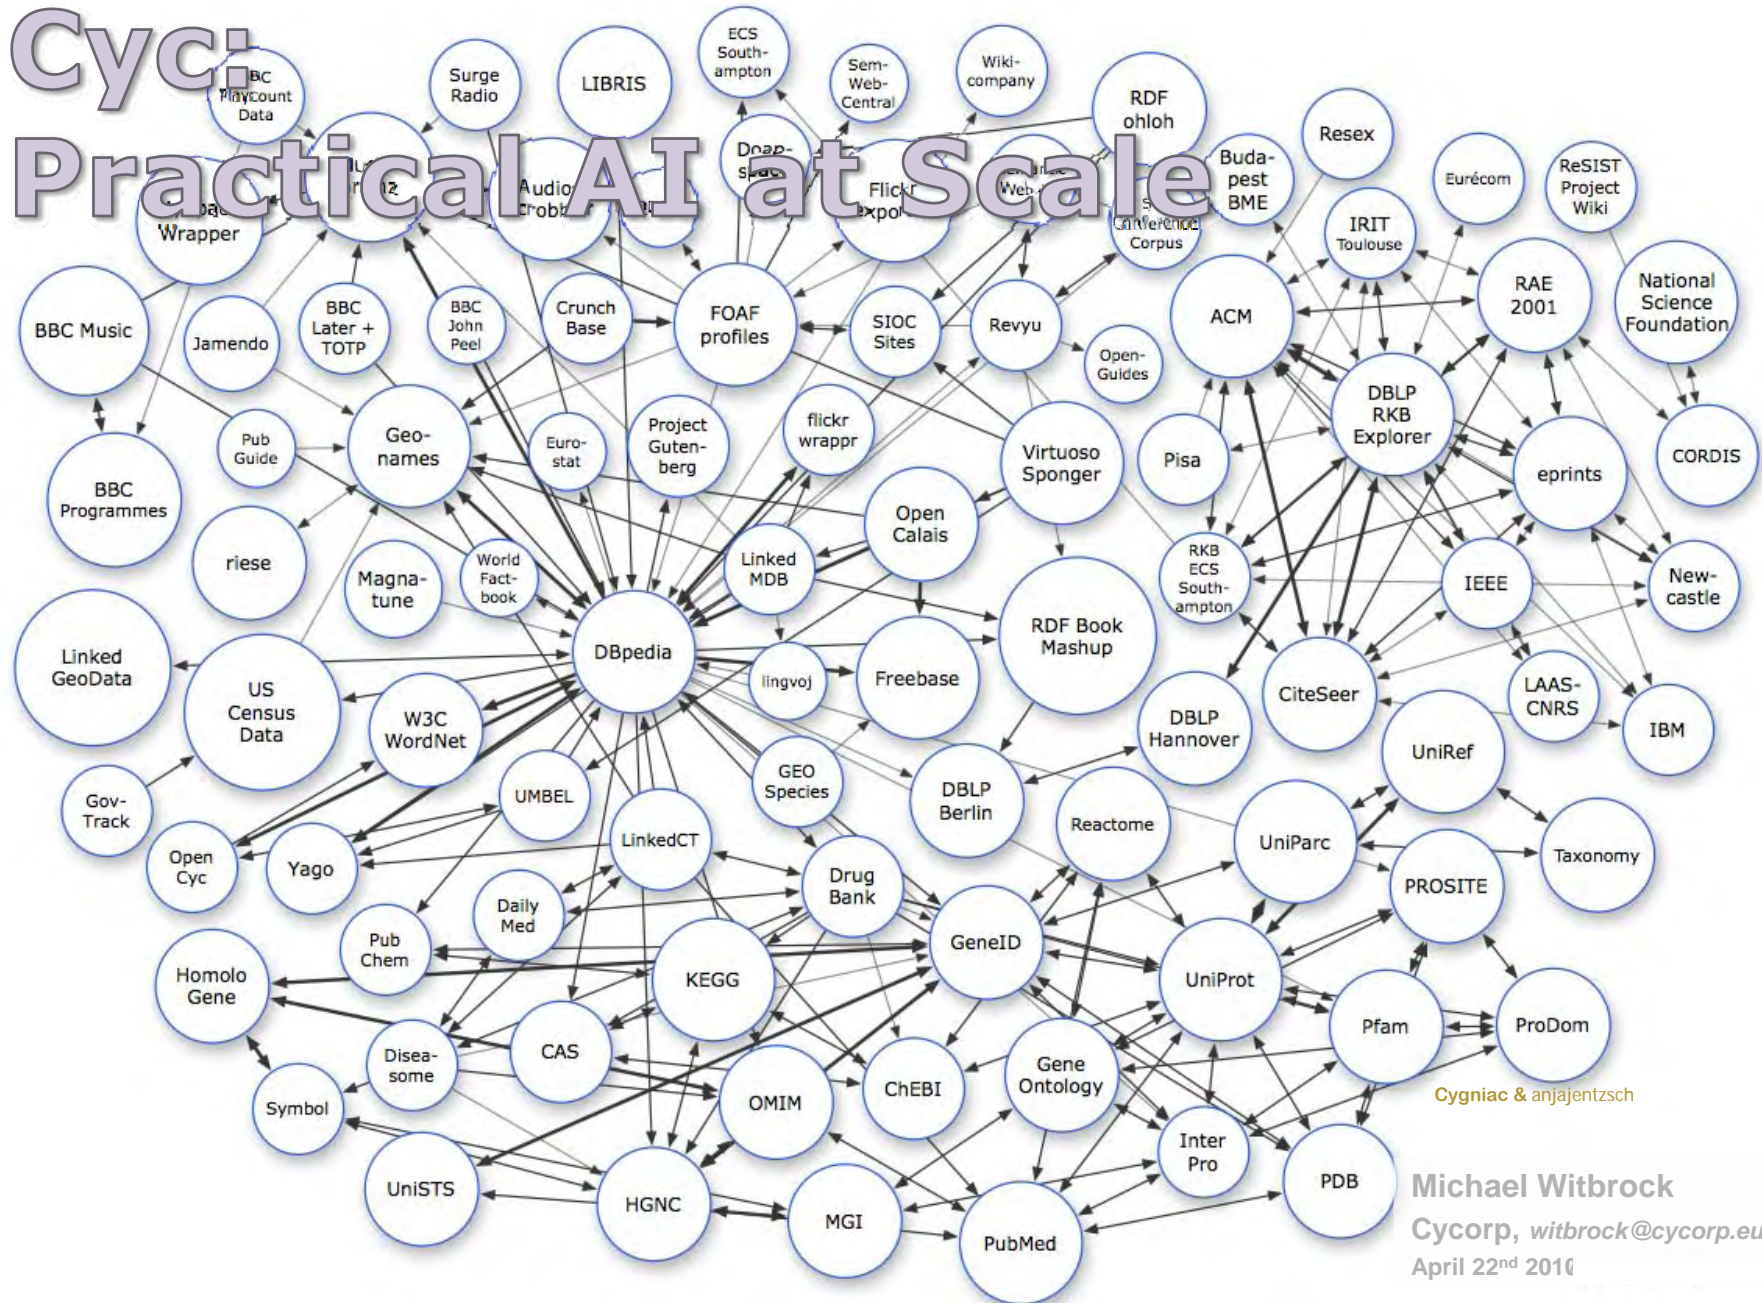 Cyc:
Practical AI at Scale
Data
Surge
Radio
LIBRIS
ECS
South-
ampton
Sem-
Web-
Central
Wiki-
company
RDF
ohloh
Resex
Buda-
pest
BME
Eurécom
ReSIST
Project
Wiki
IRIT
Toulouse
Wrapper
Audio-
Flickr
Corpus
BBC Music
Jamendo
BBC
Later +
TOTP
BBC
John
Peel
Crunch
Base
FOAF
profiles
SIOC
Sites
Revyu
Open-
Guides
ACM
RAE
2001
National
Science
Foundation
DBLP
RKB
Explorer
Pub
Guide
Geo-
names
Euro-
stat
Project
Guten-
berg
flickr
wrappr
Virtuoso
Sponger
Pisa
eprints
CORDIS
BBC
Programmes
riese
Magna-
tune
World
Fact-
book
Linked
MDB
Open
Calais
RKB
ECS
South-
ampton
IEEE
New-
castle
Linked
GeoData
US
Census
Data
W3C
WordNet
DBpedia
lingvoj
Freebase
RDF Book
Mashup
CiteSeer
LAAS-
CNRS
IBM
DBLP
Hannover
UniRef
Gov-
Track
Open
Cyc
Yago
UMBEL
LinkedCT
GEO
Species
DBLP
Berlin
Reactome
UniParc
Taxonomy
PROSITE
Drug
Bank
Daily
Med
Pub
Chem
Homolo
Gene
KEGG
GeneID
UniProt
Pfam
ProDom
Disea-
some
CAS
Symbol
OMIM
ChEBI
Gene
Ontology
Inter
Pro
PDB
UniSTS
HGNC
MGI
PubMed
Cygniac & anjajentzsch
Michael Witbrock
Cycorp, witbrock@cycorp.eu
April 22nd 2010